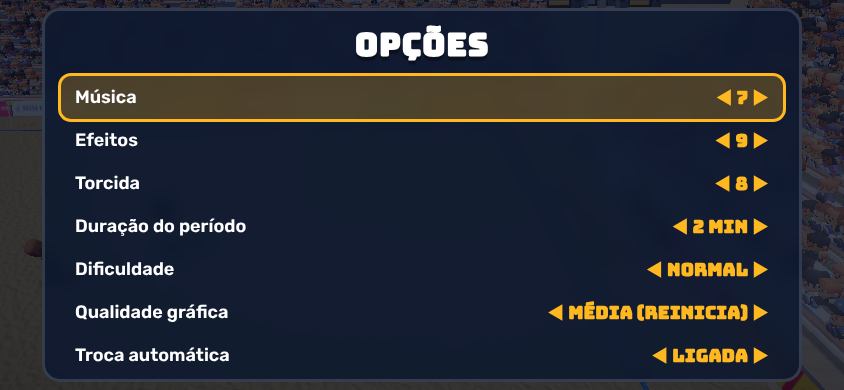 OPÇÕES
Música ◀ 7 ▶
Efeitos ◀ 9 ▶
Torcida ◀ 8 ▶
Duração do período ◀ 2 MIN ▶
Dificuldade ◀ NORMAL ▶
Qualidade gráfica ◀ MÉDIA (REINICIA) ▶
Troca automática ◀ LIGADA ▶